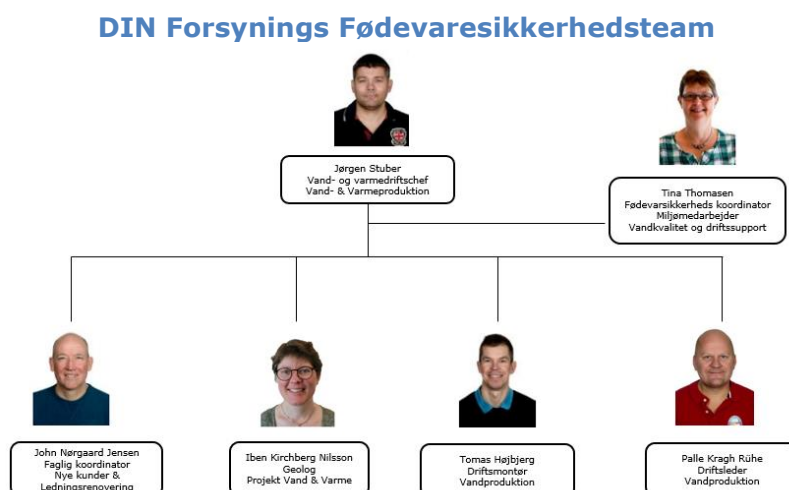 DIN Forsynings Fødevaresikkerhedsteam
Jørgen Stuber
Vand- og varmedriftschef
Vand- & Varmeproduktion
Tina Thomasen
Fødevarsikkerheds koordinator
Miljømedarbejder
Vandkvalitet og driftssupport
John Nørgaard Jensen
Faglig koordinator
Nye kunder &
Ledningsrenovering
Iben Kirchberg Nilsson
Geolog
Projekt Vand & Varme
Tomas Højbjerg
Driftsmontør
Vandproduktion
Palle Kragh Rühe
Driftsleder
Vandproduktion